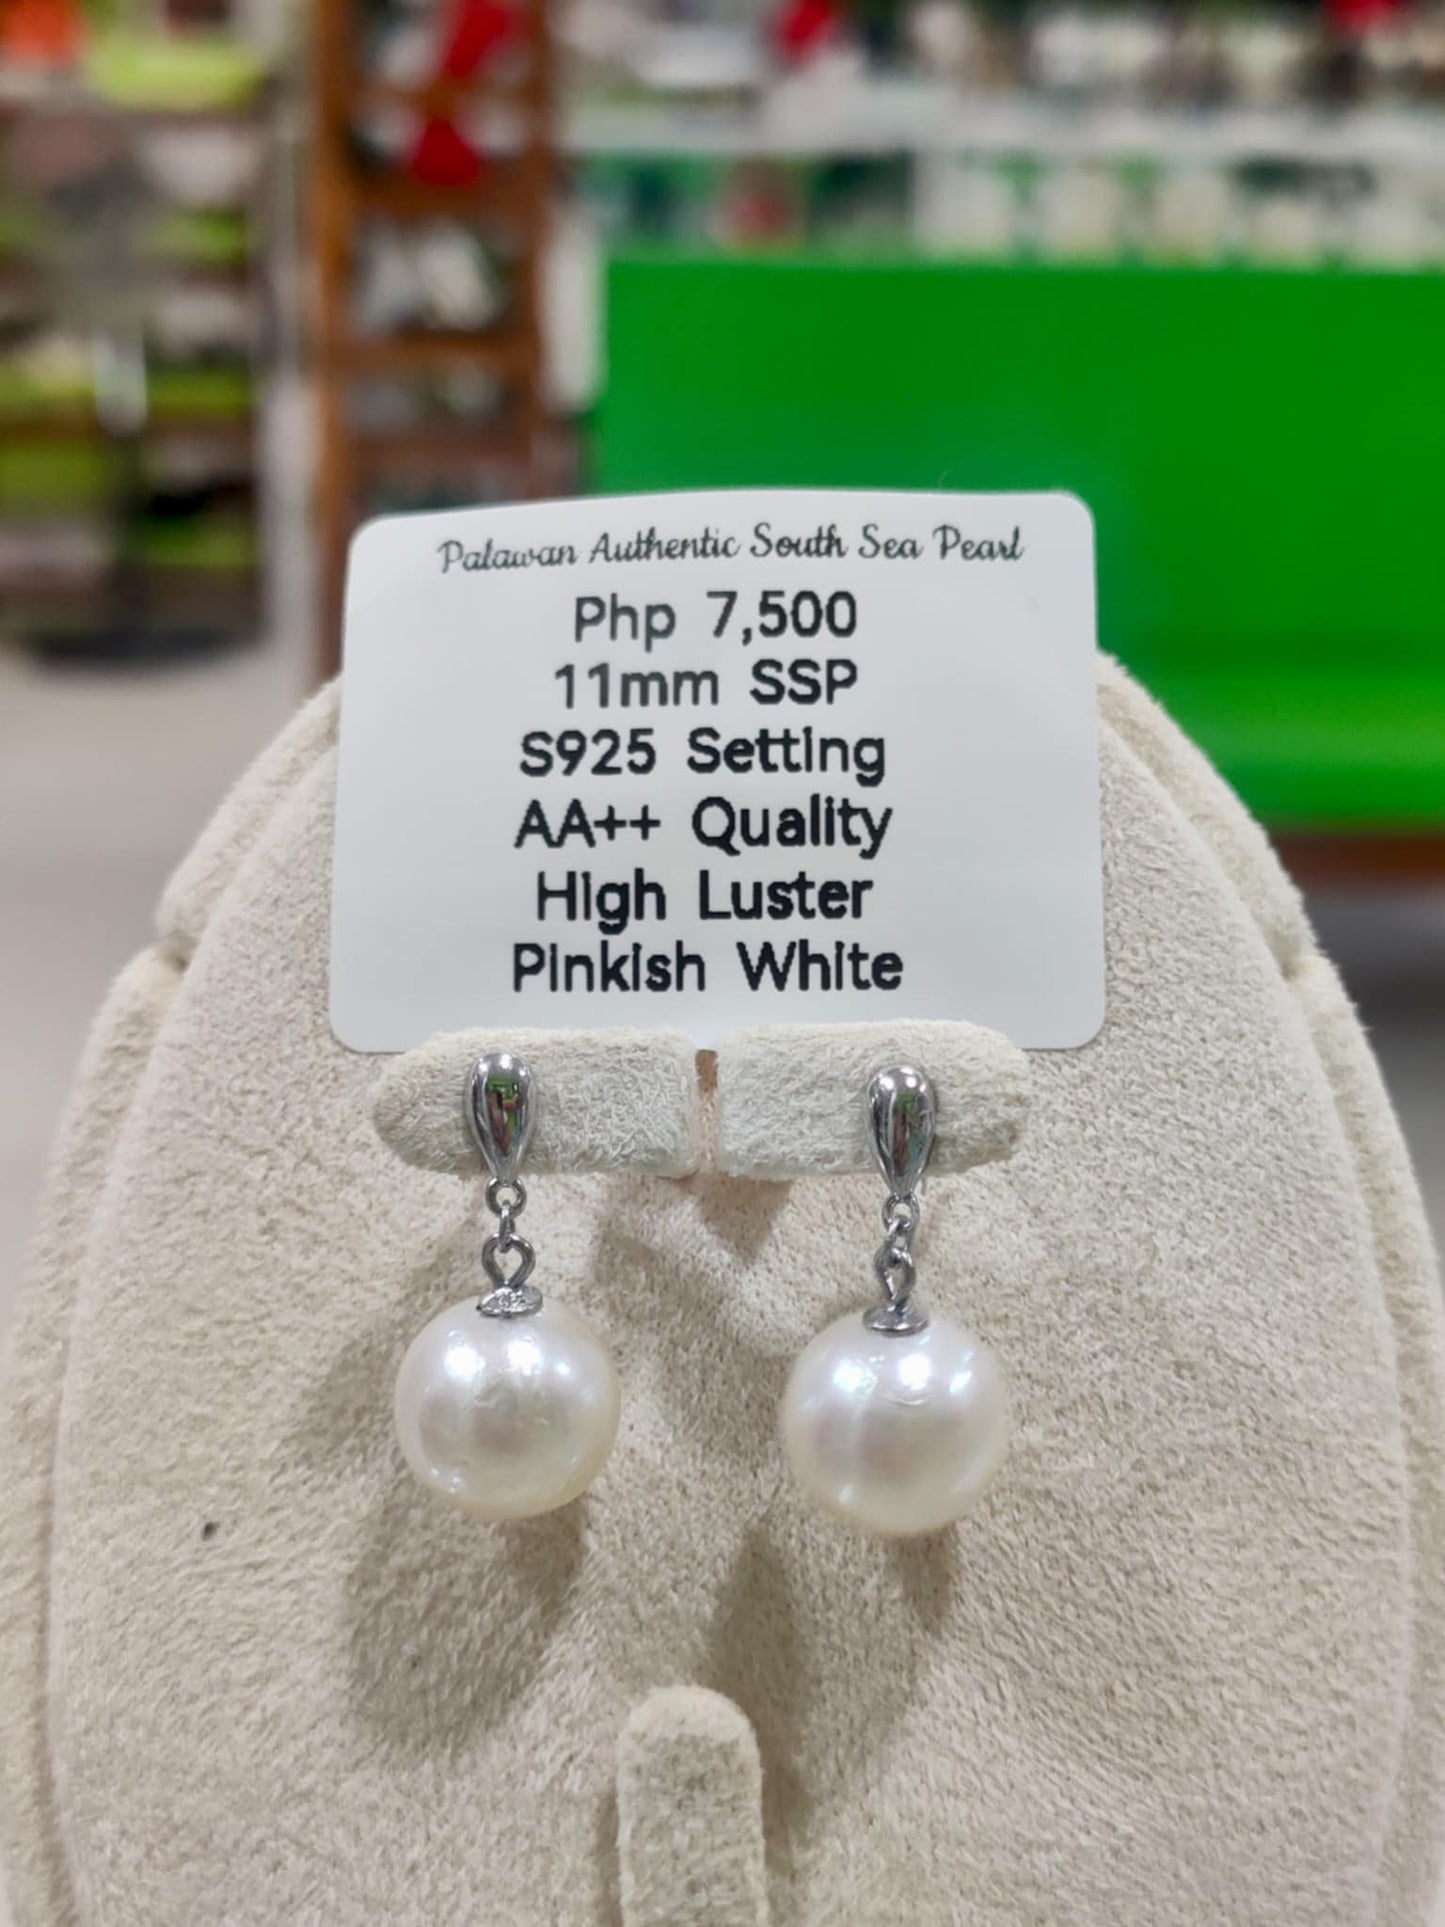 Palawan Authentic South Sea Pearl
Php 7,500
11mm SSP
S925 Setting
AA++ Quality
High Luster
Pinkish White